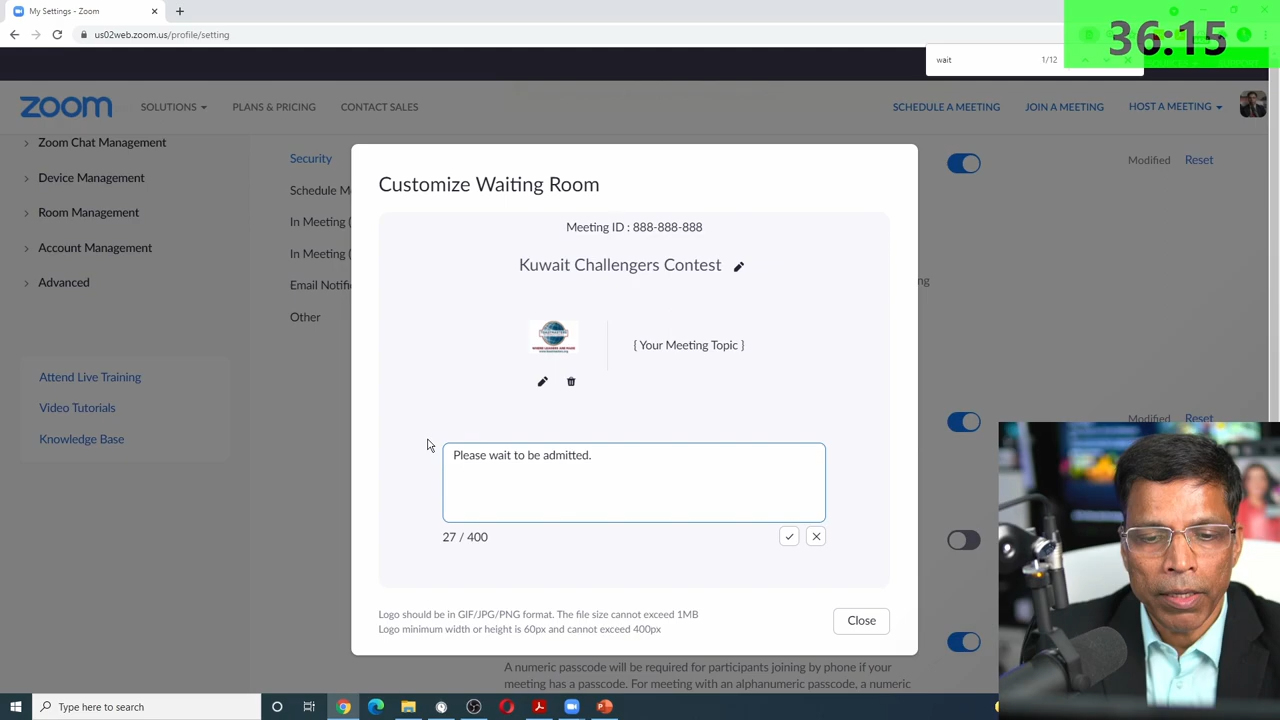 My Settings - Zoom
us02web.zoom.us/profile/setting
36:15
wait
1/12
zoom
SOLUTIONS
PLANS & PRICING
CONTACT SALES
SCHEDULE A MEETING
JOIN A MEETING
HOST A MEETING
Zoom Chat Management
Device Management
Room Management
Account Management
Advanced
Attend Live Training
Video Tutorials
Knowledge Base
Security
Schedule M
In Meeting (
In Meeting (
Email Notifi
Other
Modified
Reset
ng
Modified
Reset
Customize Waiting Room
Meeting ID : 888-888-888
Kuwait Challengers Contest
{ Your Meeting Topic }
Please wait to be admitted.
27 / 400
Logo should be in GIF/JPG/PNG format. The file size cannot exceed 1MB
Logo minimum width or height is 60px and cannot exceed 400px
Close
A numeric passcode will be required for participants joining by phone if your
meeting has a passcode. For meeting with an alphanumeric passcode, a numeric
Type here to search